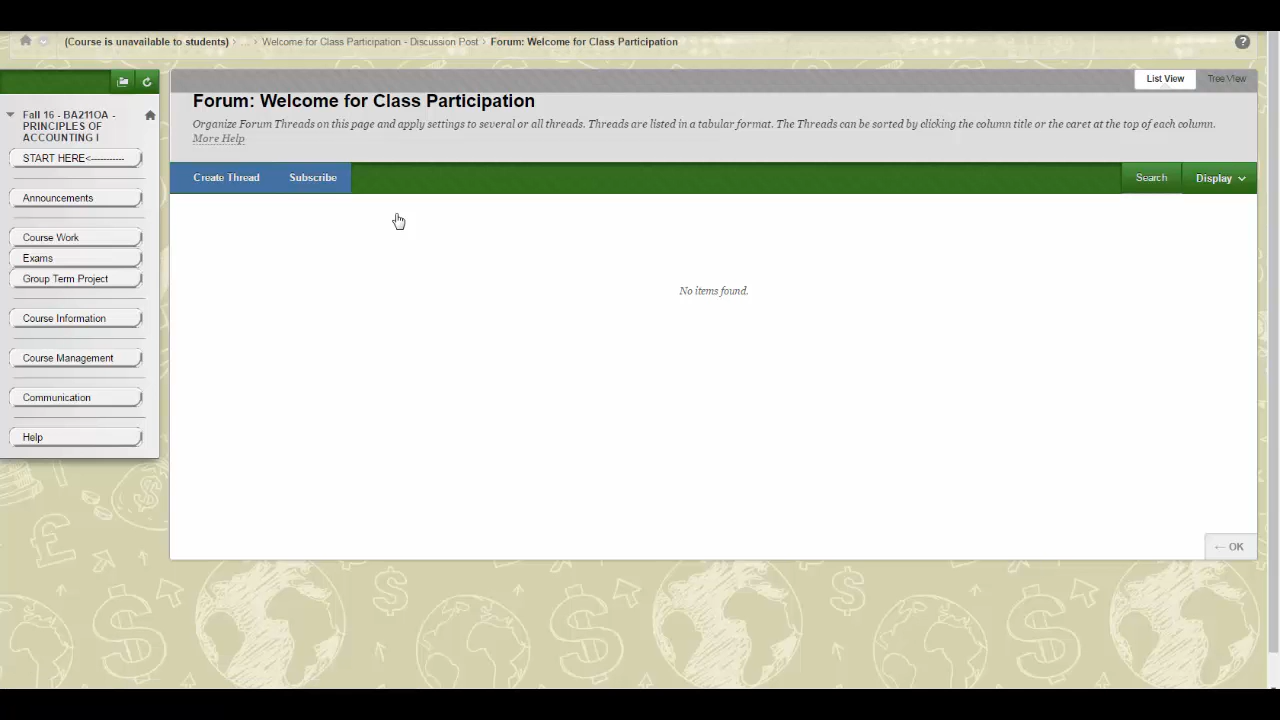 (Course is unavailable to students) > ... > Welcome for Class Participation - Discussion Post > Forum: Welcome for Class Participation
?
List View
Tree View
Fall 16 - BA211OA -
PRINCIPLES OF
ACCOUNTING I
START HERE<-----------
Announcements
Course Work
Exams
Group Term Project
Course Information
Course Management
Communication
Help
Forum: Welcome for Class Participation
Organize Forum Threads on this page and apply settings to several or all threads. Threads are listed in a tabular format. The Threads can be sorted by clicking the column title or the caret at the top of each column.
More Help
Create Thread
Subscribe
Search
Display
No items found.
← OK